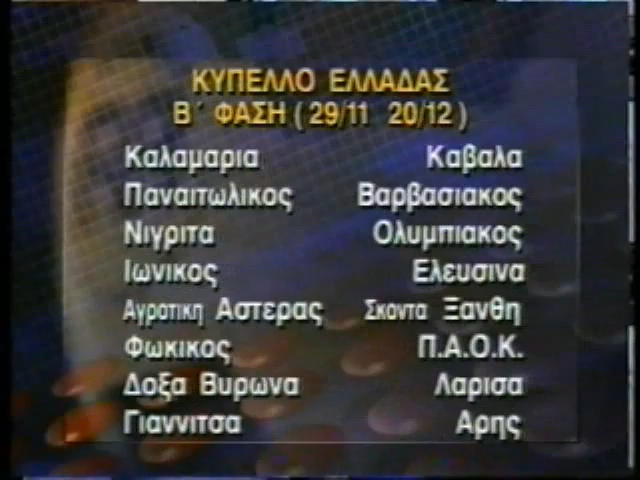 ΚΥΠΕΛΛΟ ΕΛΛΑΔΑΣ
Β΄ ΦΑΣΗ ( 29/11 20/12 )
Καλαμαρια Καβαλα
Παναιτωλικος Βαρβασιακος
Νιγριτα Ολυμπιακος
Ιωνικος Ελευσινα
Αγροτικη Αστερας Σκοντα Ξανθη
Φωκικος Π.Α.Ο.Κ.
Δοξα Βυρωνα Λαρισα
Γιαννιτσα Αρης